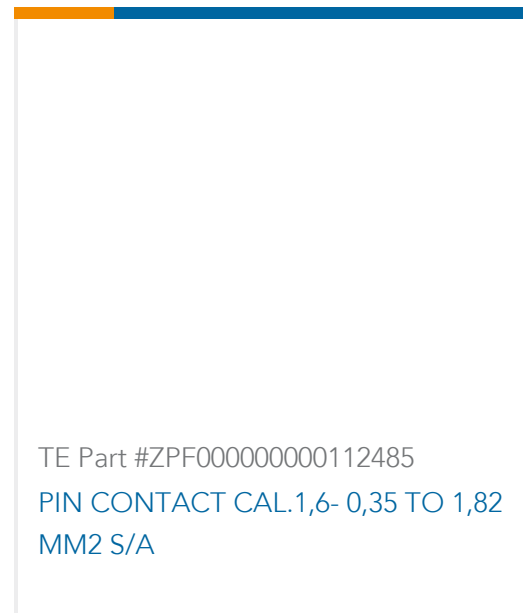 TE Part #ZPF000000000112485
PIN CONTACT CAL.1,6- 0,35 TO 1,82
MM2 S/A